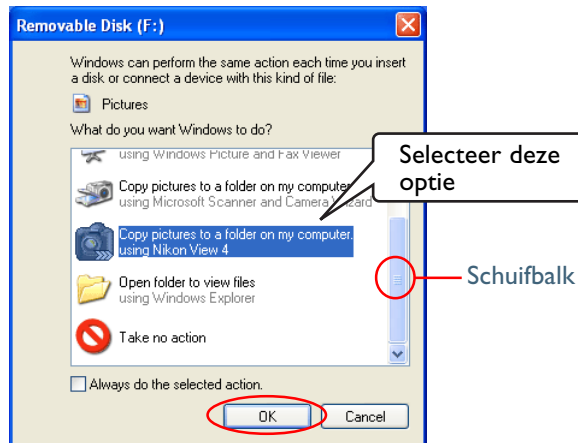 Removable Disk (F:)
Windows can perform the same action each time you insert
a disk or connect a device with this kind of file:
Pictures
What do you want Windows to do?
using Windows Picture and Fax Viewer
Selecteer deze
optie
Copy pictures to a folder on my computer
using Microsoft Scanner and Camera Wizard
Copy pictures to a folder on my computer.
using Nikon View 4
Open folder to view files
using Windows Explorer
Schuifbalk
Take no action
Always do the selected action.
OK
Cancel